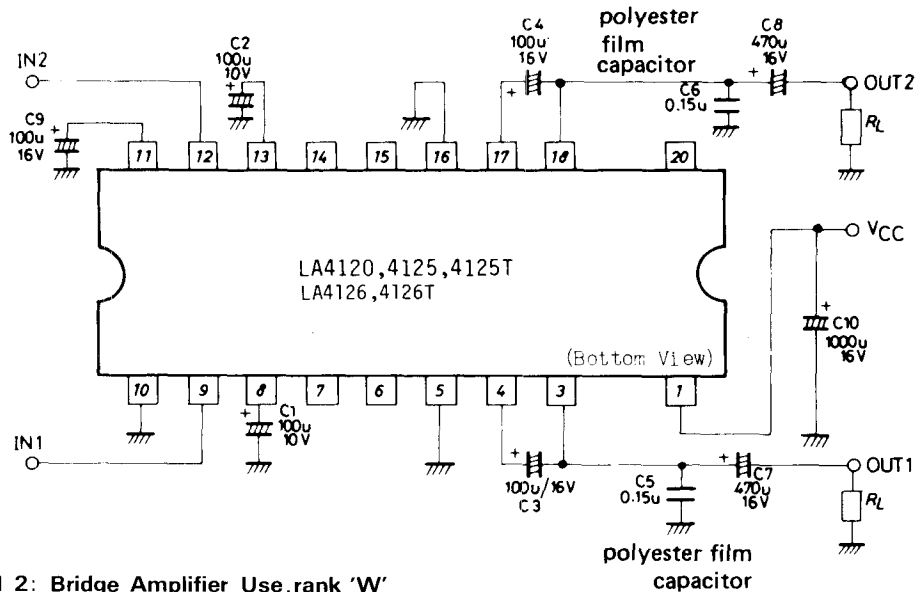 polyester
film
capacitor
IN2
C9
100u
16V
C2
100u
10V
C4
100u
16V
C6
0.15u
C8
470u
16V
OUT2
RL
11
12
13
14
15
16
17
18
20
LA4120,4125,4125T
LA4126,4126T
(Bottom View)
VCC
C10
1000u
16V
10
9
8
7
6
5
4
3
1
IN1
C1
100u
10V
100u/16V
C3
C5
0.15u
C7
470u
16V
OUT1
RL
polyester film
capacitor
2: Bridge Amplifier Use,rank 'W'